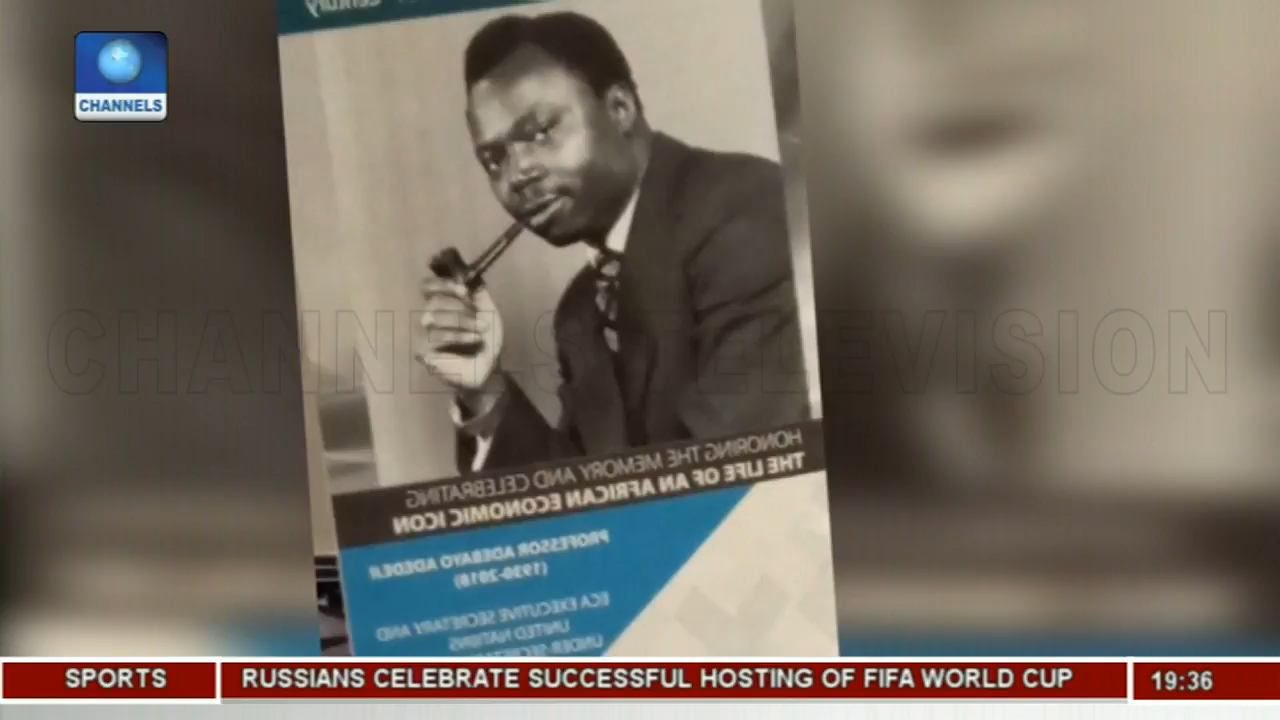 CHANNELS
Century
CHANNELS TELEVISION
HONORING THE MEMORY AND CELEBRATING
THE LIFE OF AN AFRICAN ECONOMIC ICON
PROFESSOR ADEBAYO ADEDEJI
(1930-2018)
ECA EXECUTIVE SECRETARY AND
UNITED NATIONS
SPORTS
RUSSIANS CELEBRATE SUCCESSFUL HOSTING OF FIFA WORLD CUP
19:36